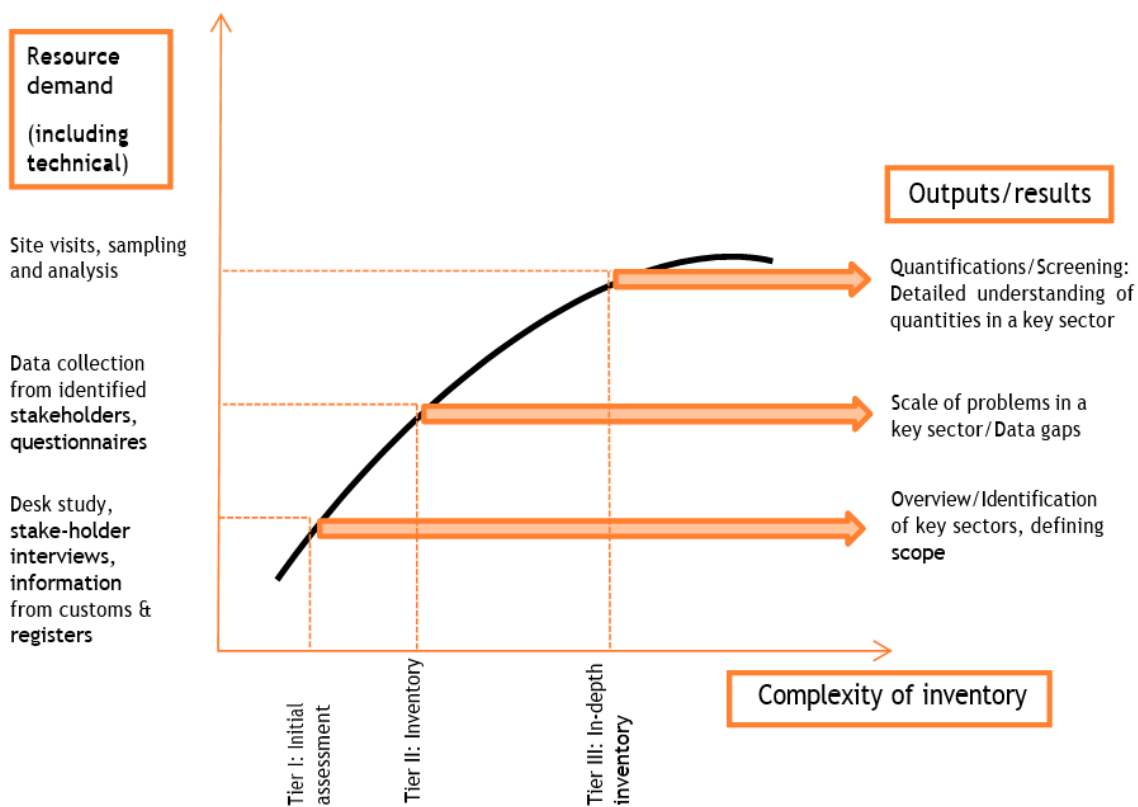 Resource
demand
(including
technical)
Outputs/results
Site visits, sampling
and analysis
Quantifications/Screening:
Detailed understanding of
quantities in a key sector
Data collection
from identified
stakeholders,
questionnaires
Scale of problems in a
key sector/Data gaps
Desk study,
stake-holder
interviews,
information
from customs &
registers
Overview/Identification
of key sectors, defining
scope
Tier I: Initial
assessment
Tier II: Inventory
Tier III: In-depth
inventory
Complexity of inventory